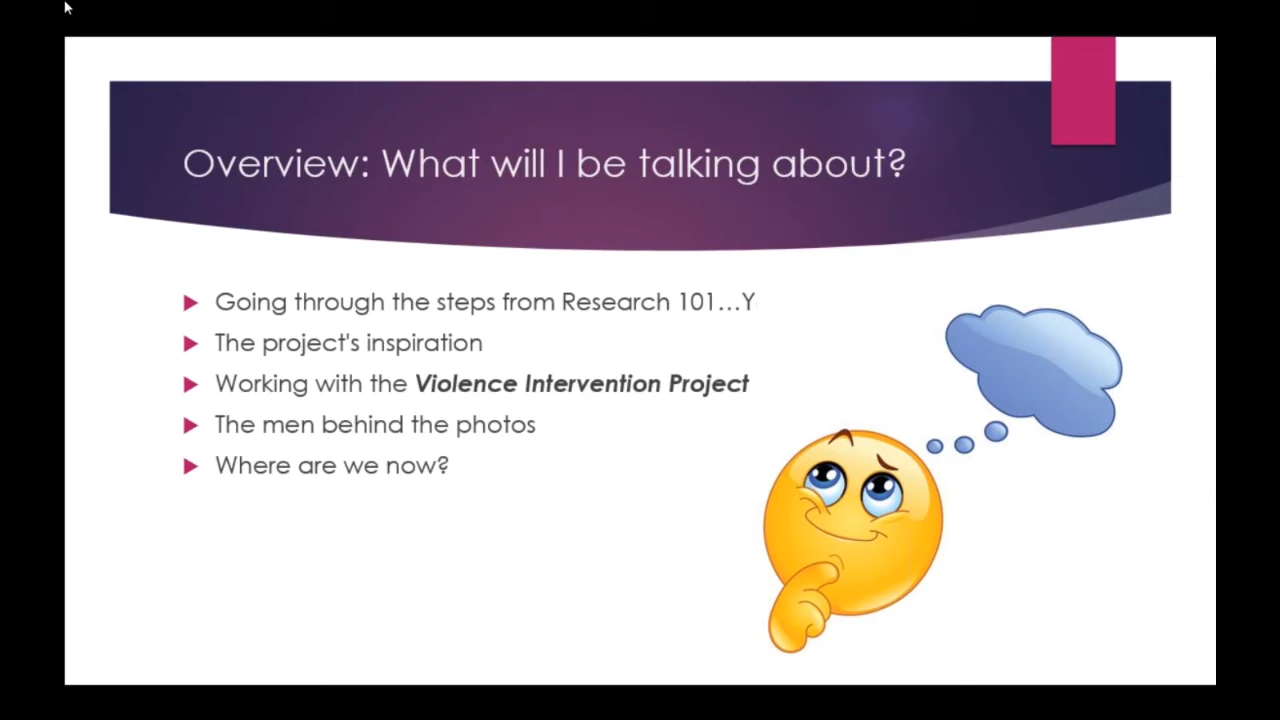 Overview: What will I be talking about?
Going through the steps from Research 101...Y
The project's inspiration
Working with the Violence Intervention Project
The men behind the photos
Where are we now?